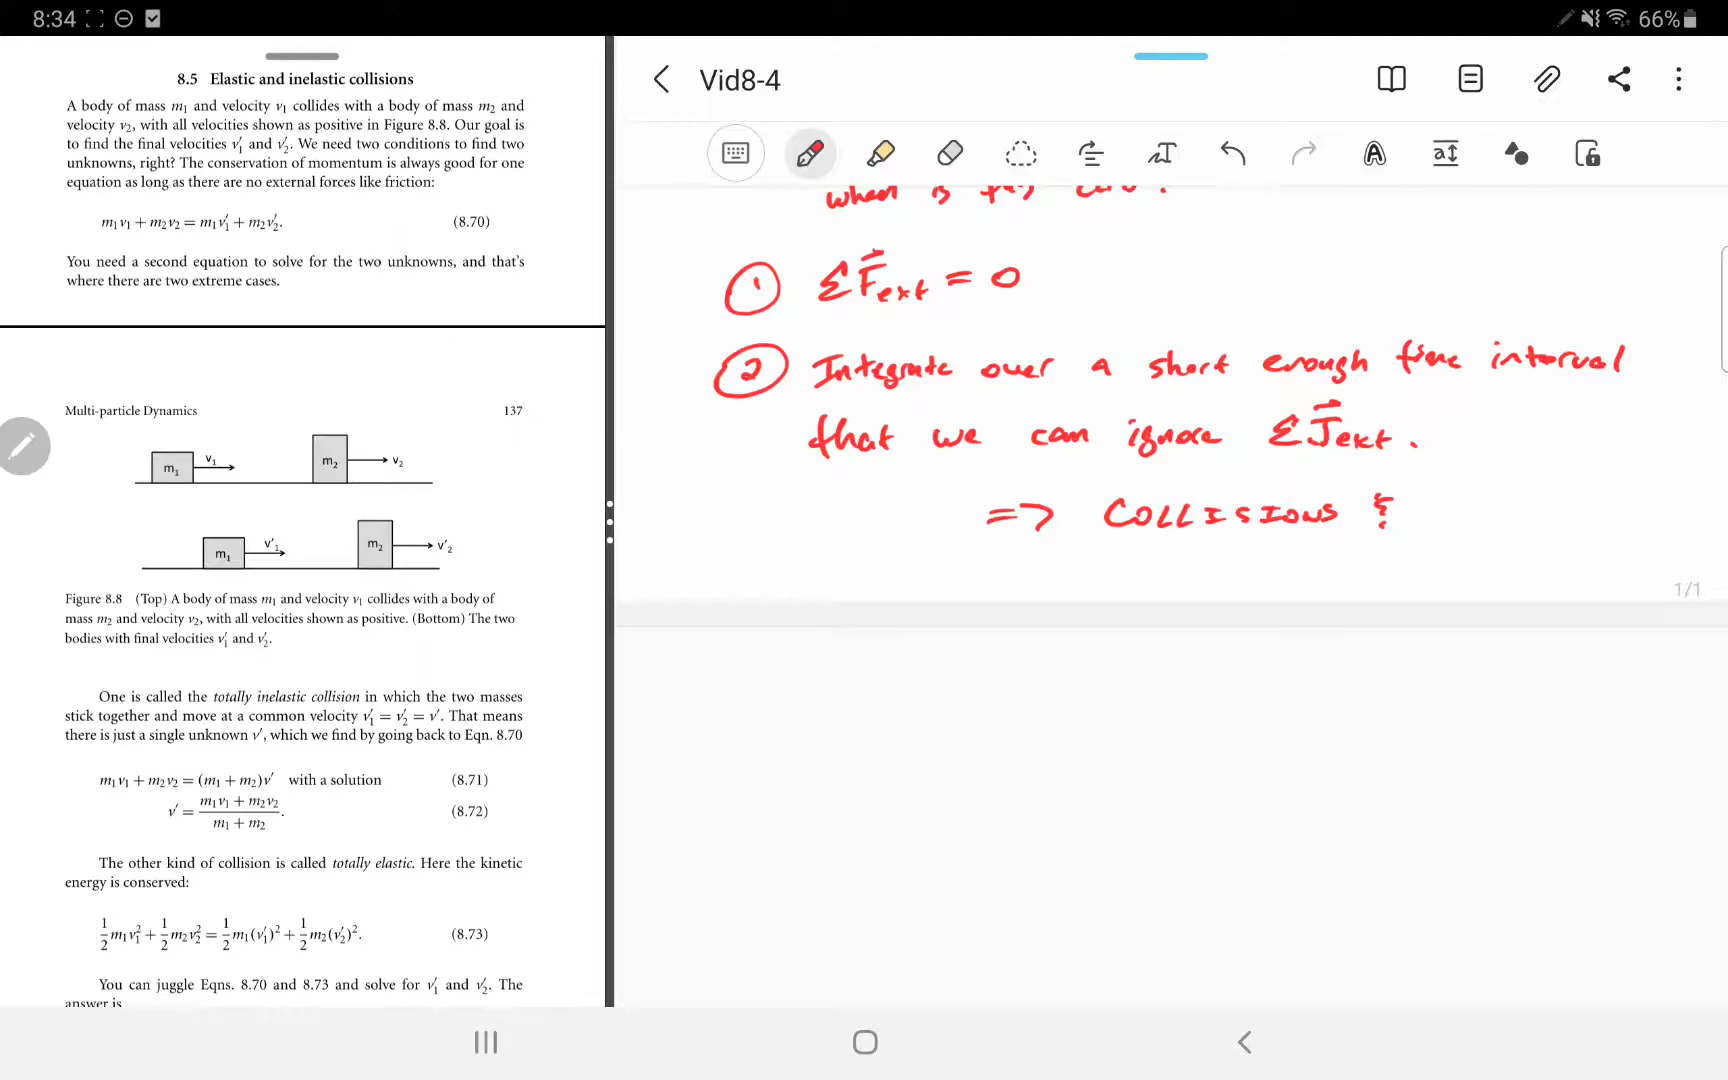 8:34
66%
8.5 Elastic and inelastic collisions
A body of mass m₁ and velocity v₁ collides with a body of mass m₂ and
velocity v₂, with all velocities shown as positive in Figure 8.8. Our goal is
to find the final velocities v′₁ and v′₂. We need two conditions to find two
unknowns, right? The conservation of momentum is always good for one
equation as long as there are no external forces like friction:
m₁v₁ + m₂v₂ = m₁v′₁ + m₂v′₂. (8.70)
You need a second equation to solve for the two unknowns, and that's
where there are two extreme cases.
Multi-particle Dynamics 137
m₁ v₁ m₂ v₂
m₁ v′₁ m₂ v′₂
Figure 8.8 (Top) A body of mass m₁ and velocity v₁ collides with a body of
mass m₂ and velocity v₂, with all velocities shown as positive. (Bottom) The two
bodies with final velocities v′₁ and v′₂.
One is called the totally inelastic collision in which the two masses
stick together and move at a common velocity v′₁ = v′₂ = v′. That means
there is just a single unknown v′, which we find by going back to Eqn. 8.70
m₁v₁ + m₂v₂ = (m₁ + m₂)v′ with a solution (8.71)
v′ = (m₁v₁ + m₂v₂)/(m₁ + m₂). (8.72)
The other kind of collision is called totally elastic. Here the kinetic
energy is conserved:
½m₁v₁² + ½m₂v₂² = ½m₁(v′₁)² + ½m₂(v′₂)². (8.73)
You can juggle Eqns. 8.70 and 8.73 and solve for v′₁ and v′₂. The
answer is
Vid8-4
when is
① ΣF⃗ext = 0
② Integrate over a short enough time interval
that we can ignore ΣJ⃗ext.
=> COLLISIONS
1/1